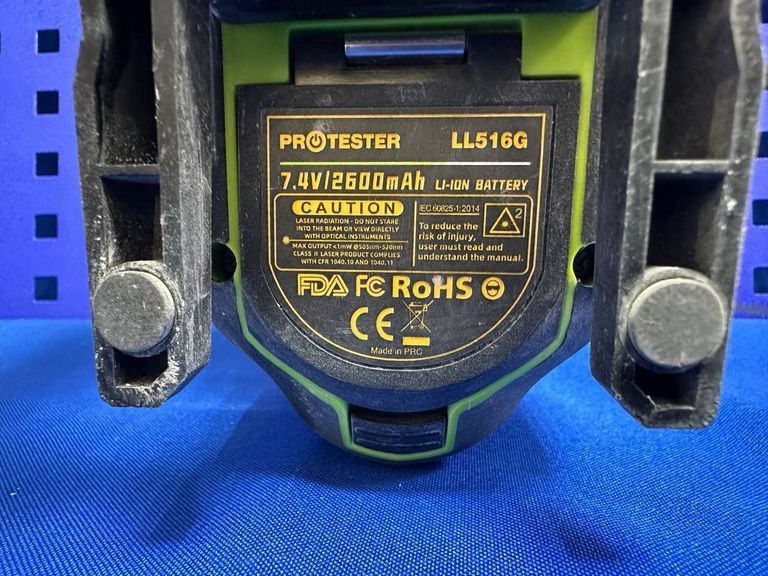 PROTESTER LL516G
7.4V/2600mAh LI-ION BATTERY
CAUTION
LASER RADIATION - DO NOT STARE
INTO THE BEAM OR VIEW DIRECTLY
WITH OPTICAL INSTRUMENTS
MAX OUTPUT <1mW @505nm-520nm
CLASS II LASER PRODUCT COMPLIES
WITH CFR 1040.10 AND 1040.11
IEC 60825-1: 2014
2
To reduce the
risk of injury,
user must read and
understand the manual.
FDA FC RoHS
CE
Made in PRC